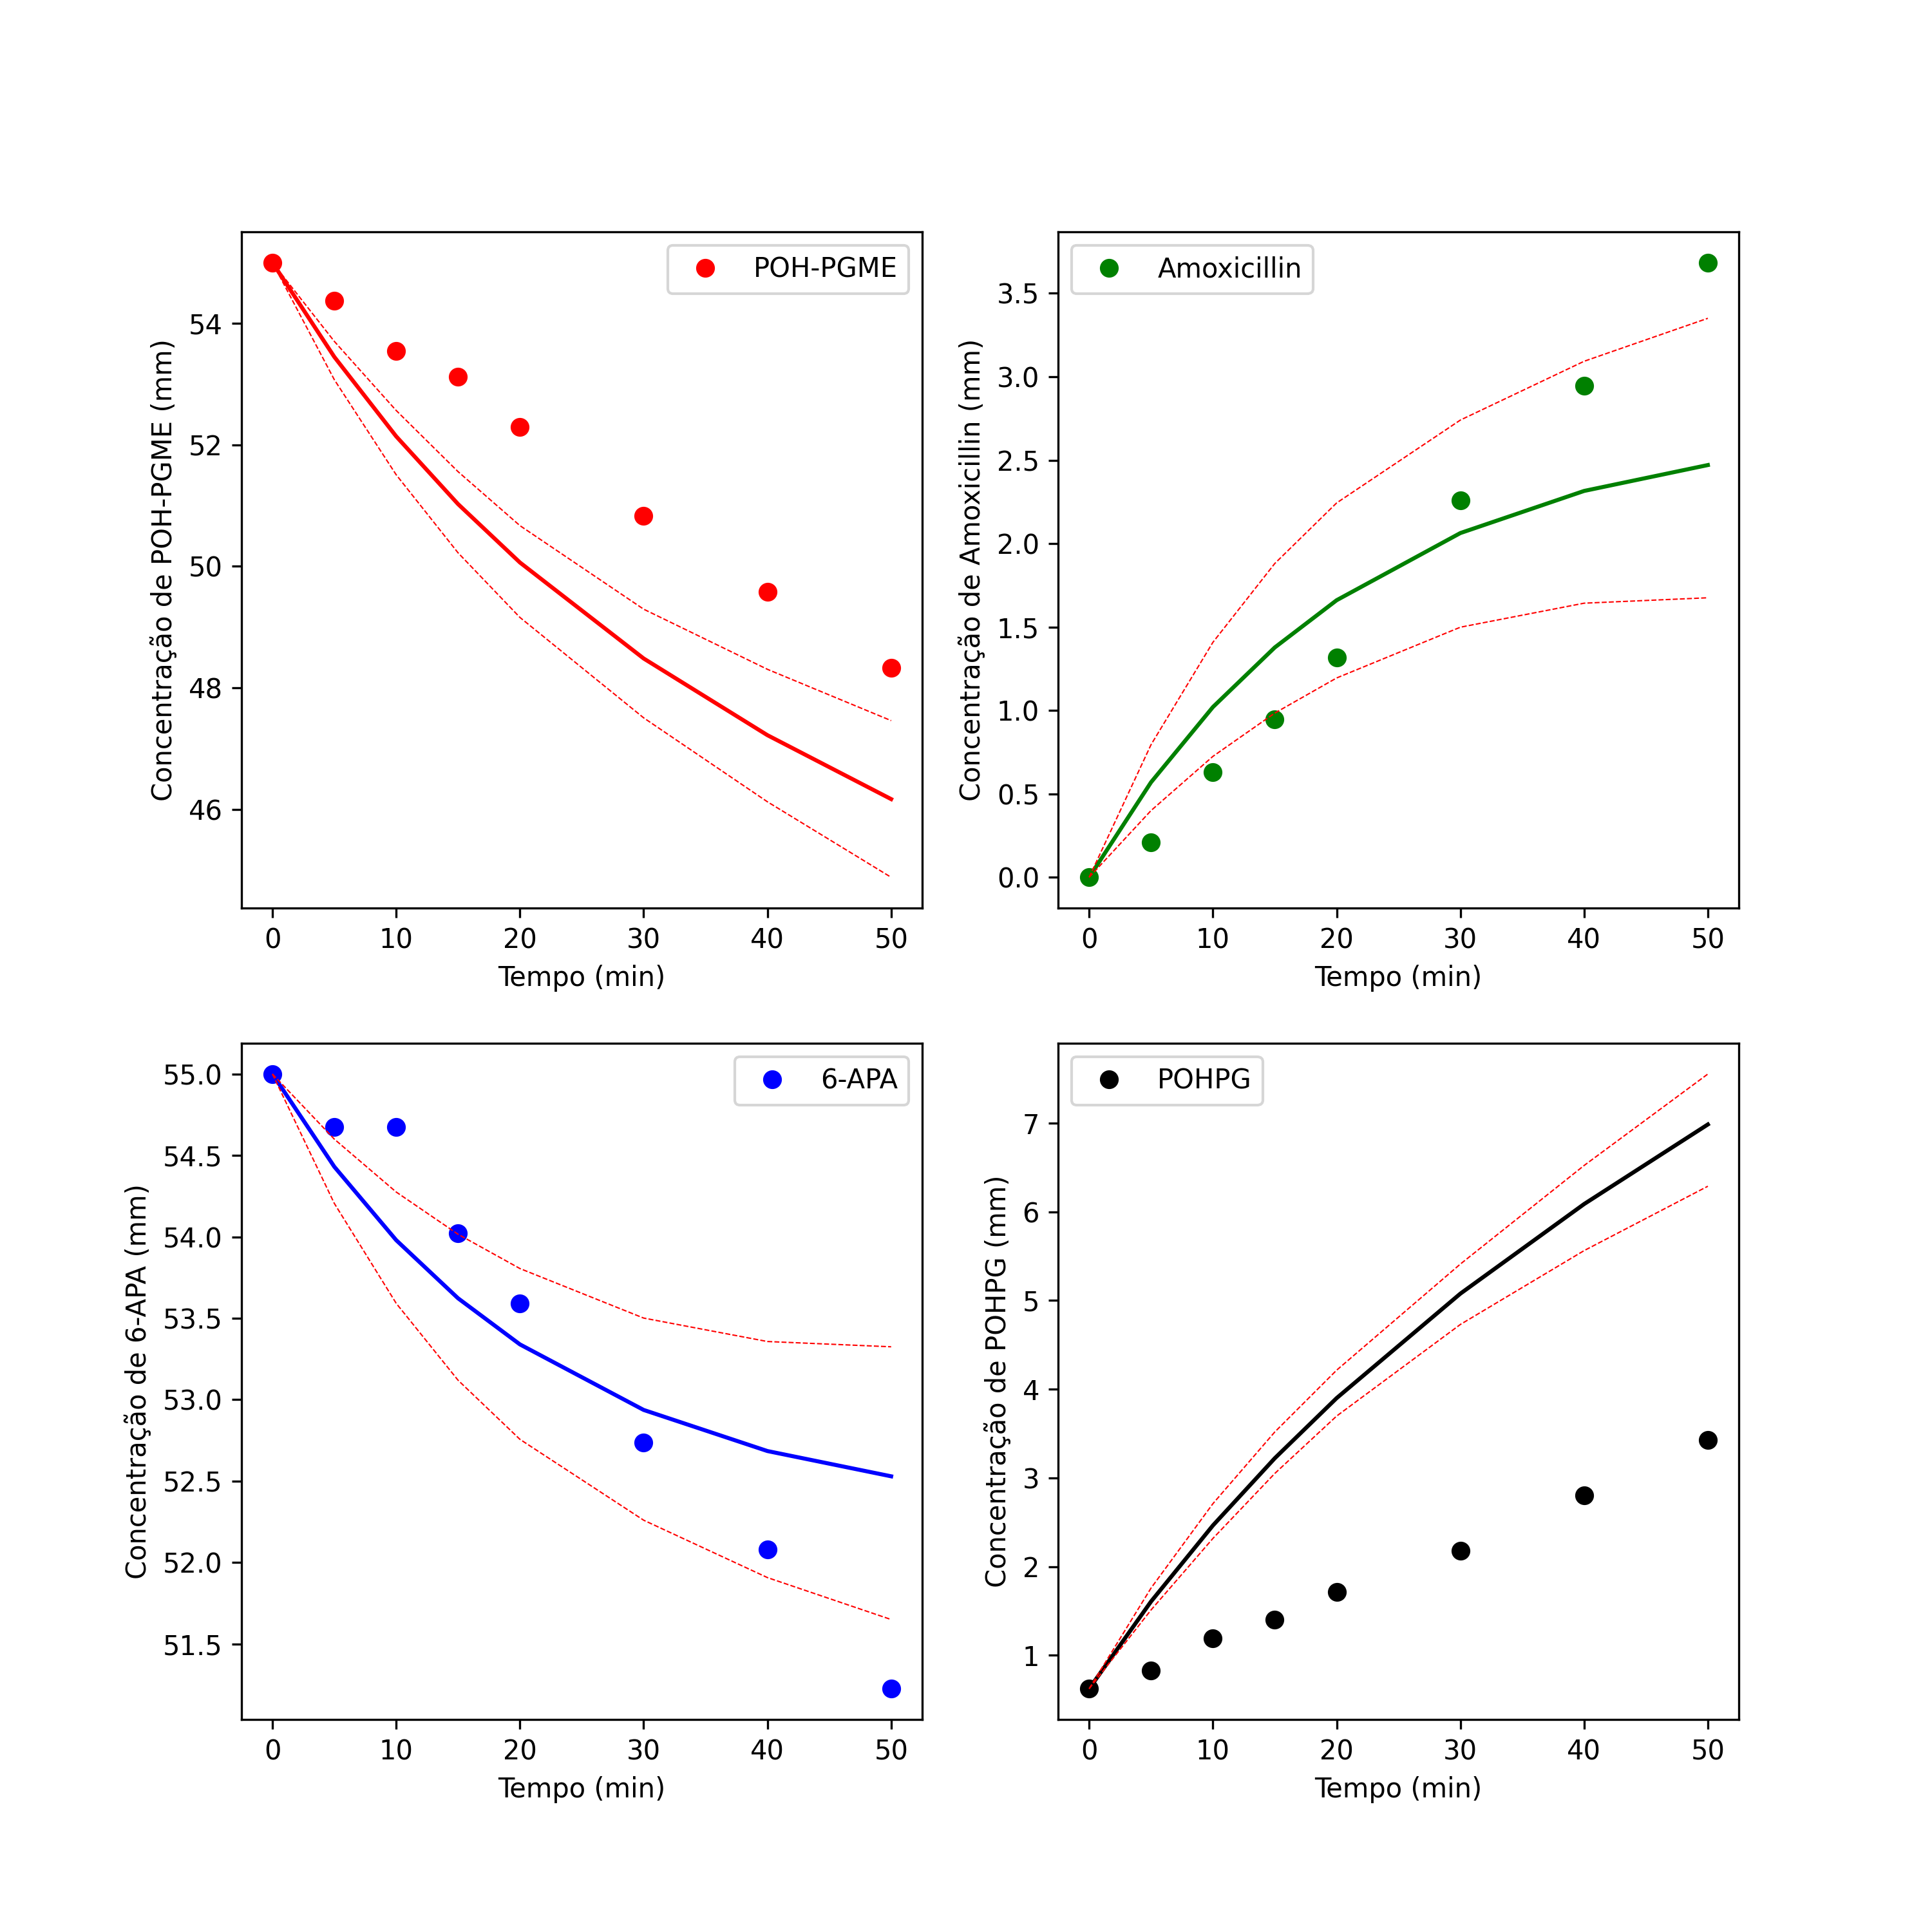 POH-PGME
Concentração de POH-PGME (mm)
54
52
50
48
46
0 10 20 30 40 50
Tempo (min)
Amoxicillin
Concentração de Amoxicillin (mm)
3.5
3.0
2.5
2.0
1.5
1.0
0.5
0.0
0 10 20 30 40 50
Tempo (min)
6-APA
Concentração de 6-APA (mm)
55.0
54.5
54.0
53.5
53.0
52.5
52.0
51.5
0 10 20 30 40 50
Tempo (min)
POHPG
Concentração de POHPG (mm)
7
6
5
4
3
2
1
0 10 20 30 40 50
Tempo (min)